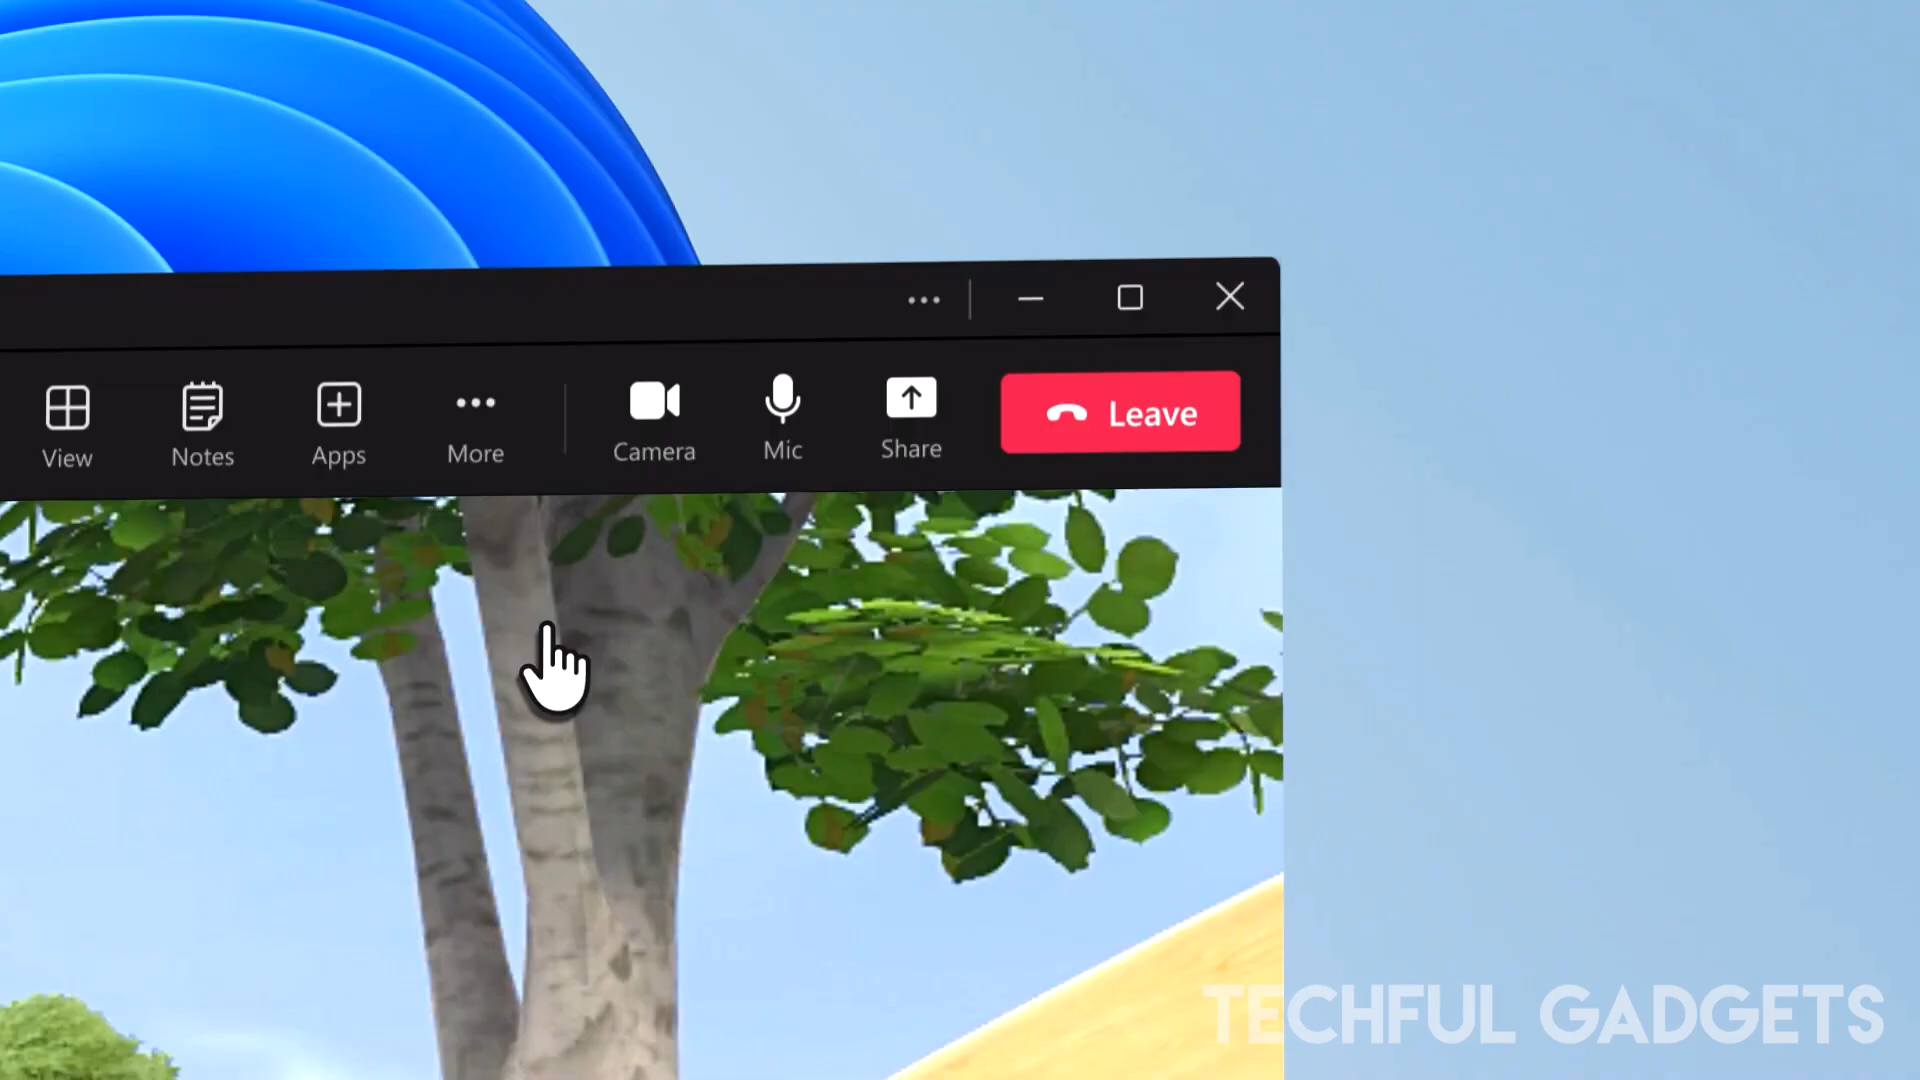 View
Notes
Apps
More
Camera
Mic
Share
Leave
TECHFUL GADGETS